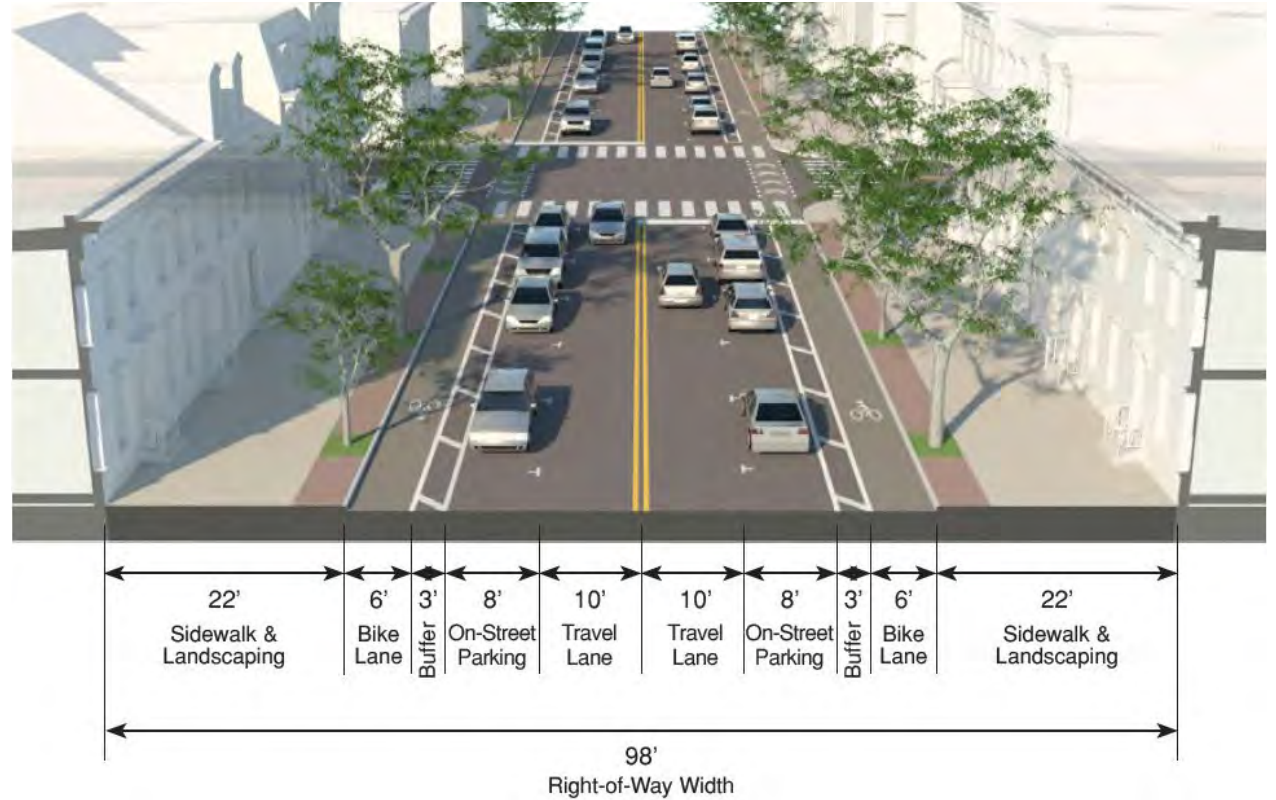 22'
Sidewalk &
Landscaping
6'
Bike
Lane
3'
Buffer
8'
On-Street
Parking
10'
Travel
Lane
10'
Travel
Lane
8'
On-Street
Parking
3'
Buffer
6'
Bike
Lane
22'
Sidewalk &
Landscaping
98'
Right-of-Way Width